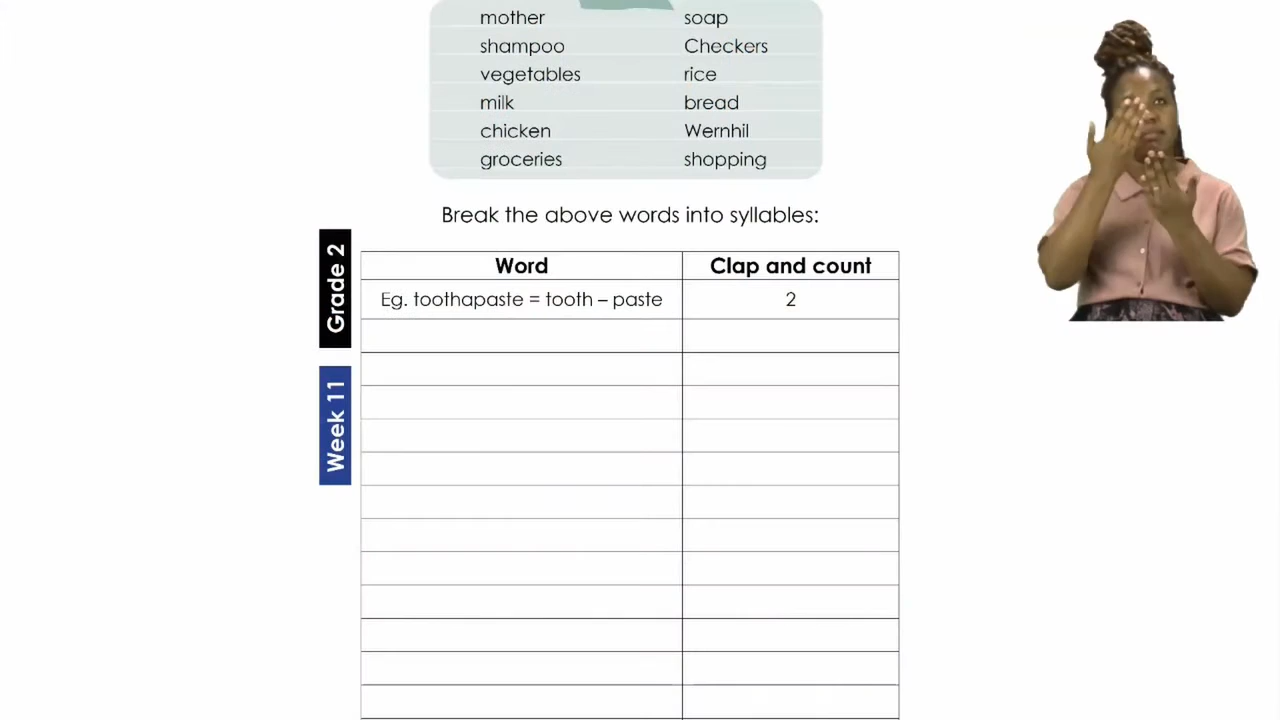 mother soap
shampoo Checkers
vegetables rice
milk bread
chicken Wernhil
groceries shopping
Break the above words into syllables:
Grade 2
Week 11
Word Clap and count
Eg. toothapaste = tooth – paste 2